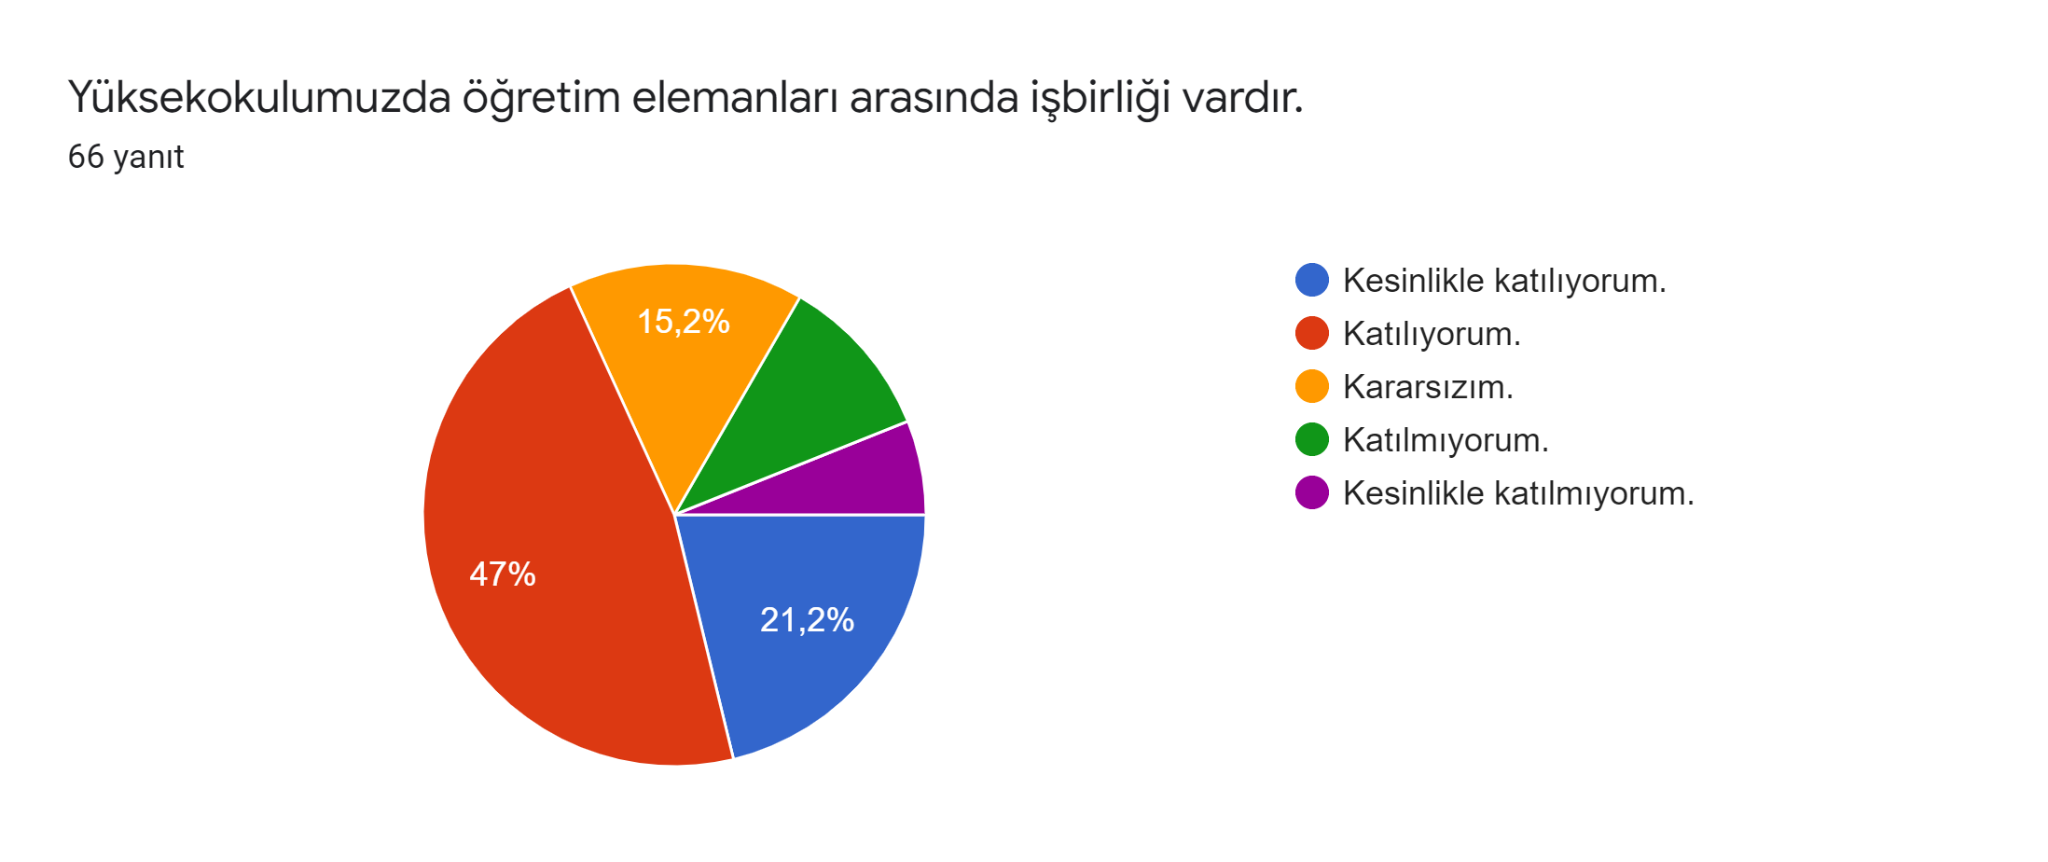 Yüksekokulumuzda öğretim elemanları arasında işbirliği vardır.
66 yanıt
15,2%
47%
21,2%
Kesinlikle katılıyorum.
Katılıyorum.
Kararsızım.
Katılmıyorum.
Kesinlikle katılmıyorum.